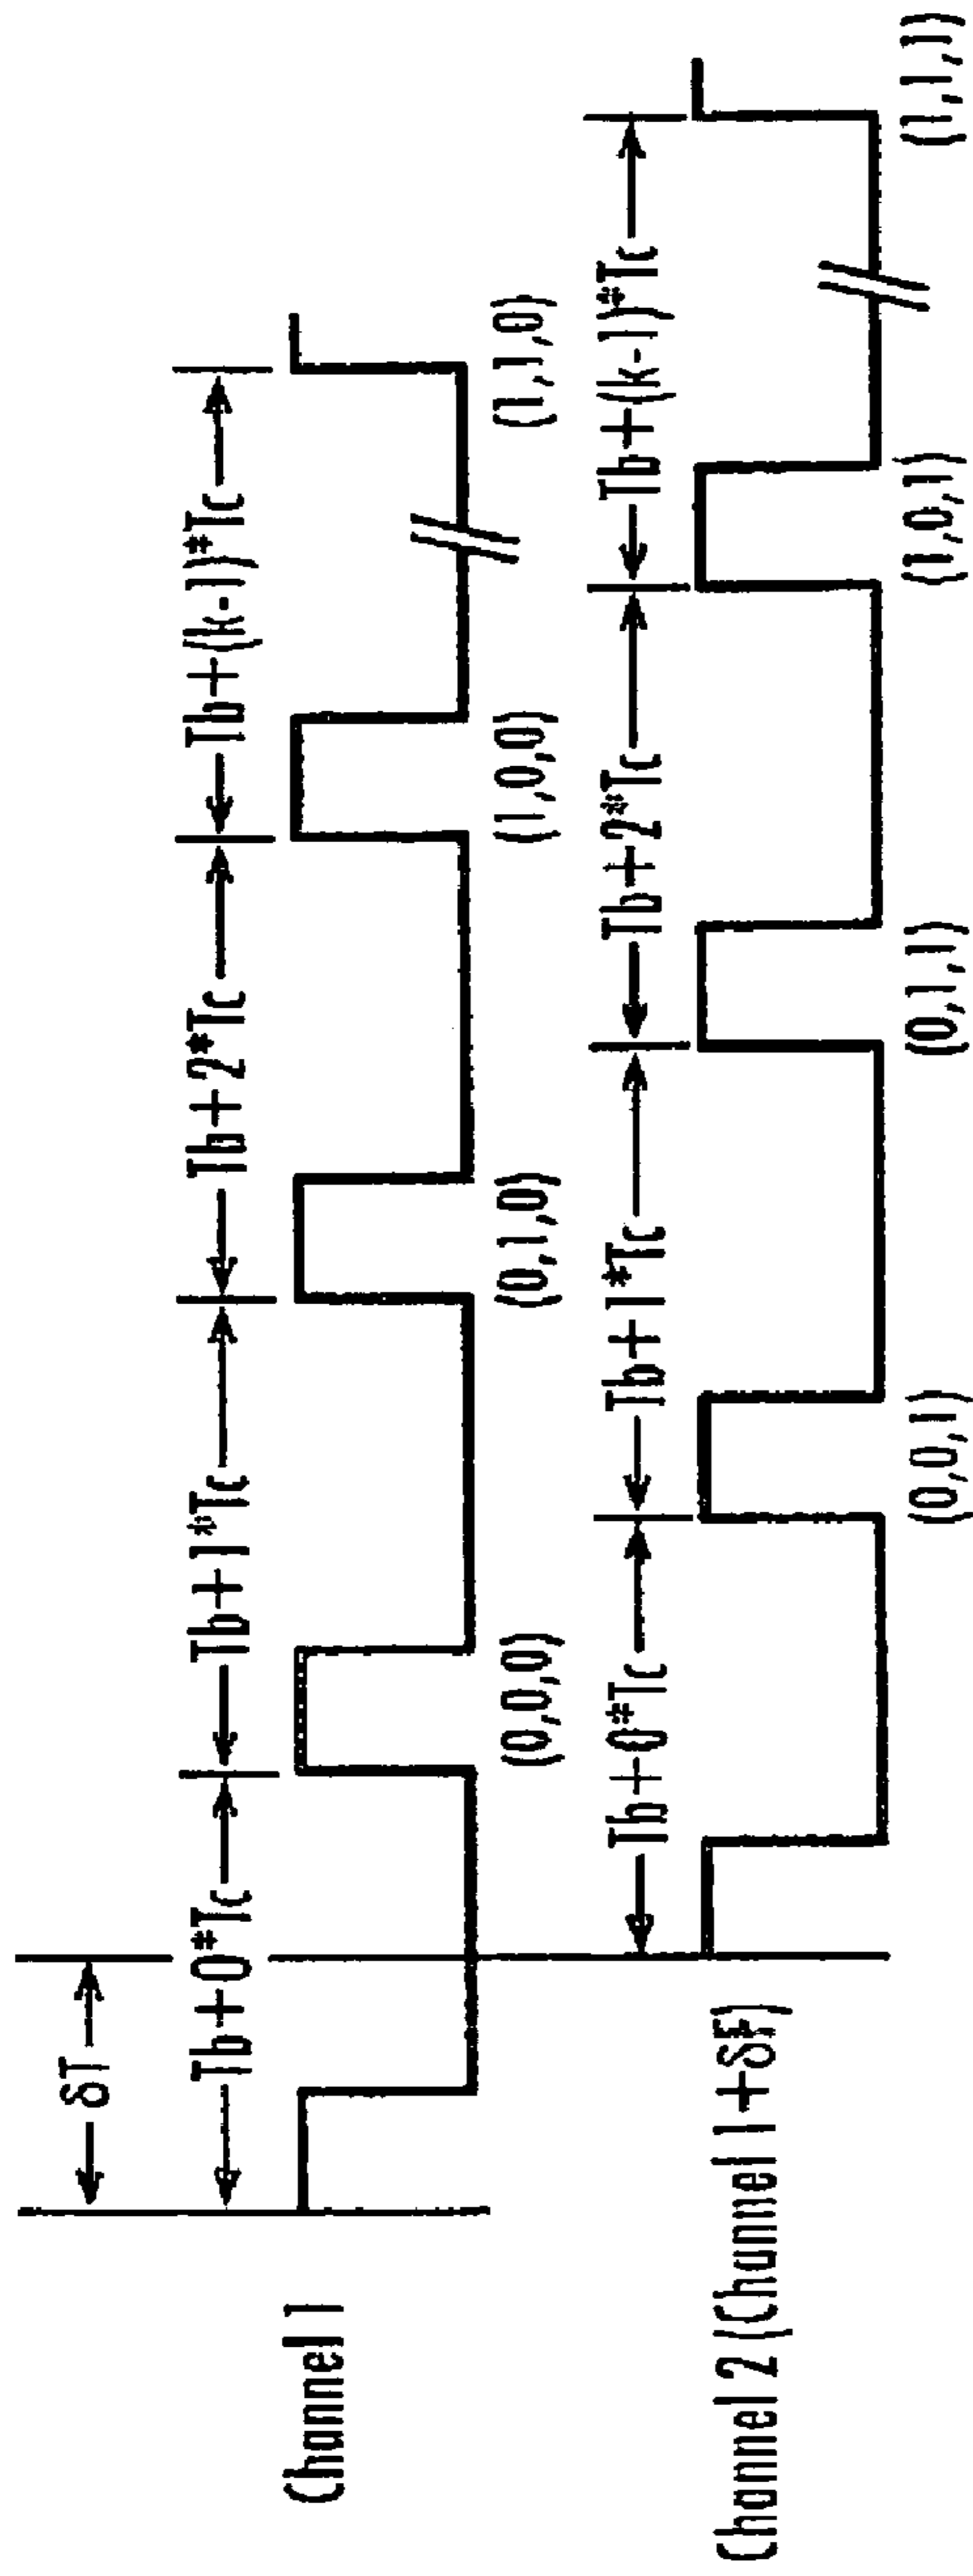 δT
Tb+0*Tc Tb+1*Tc Tb+2*Tc Tb+(k-1)*Tc
Channel 1
(0,0,0) (0,1,0) (1,0,0) (1,1,0)
Tb+0*Tc Tb+1*Tc Tb+2*Tc Tb+(k-1)*Tc
Channel 2 (Channel 1+δF)
(0,0,1) (0,1,1) (1,0,1) (1,1,1)